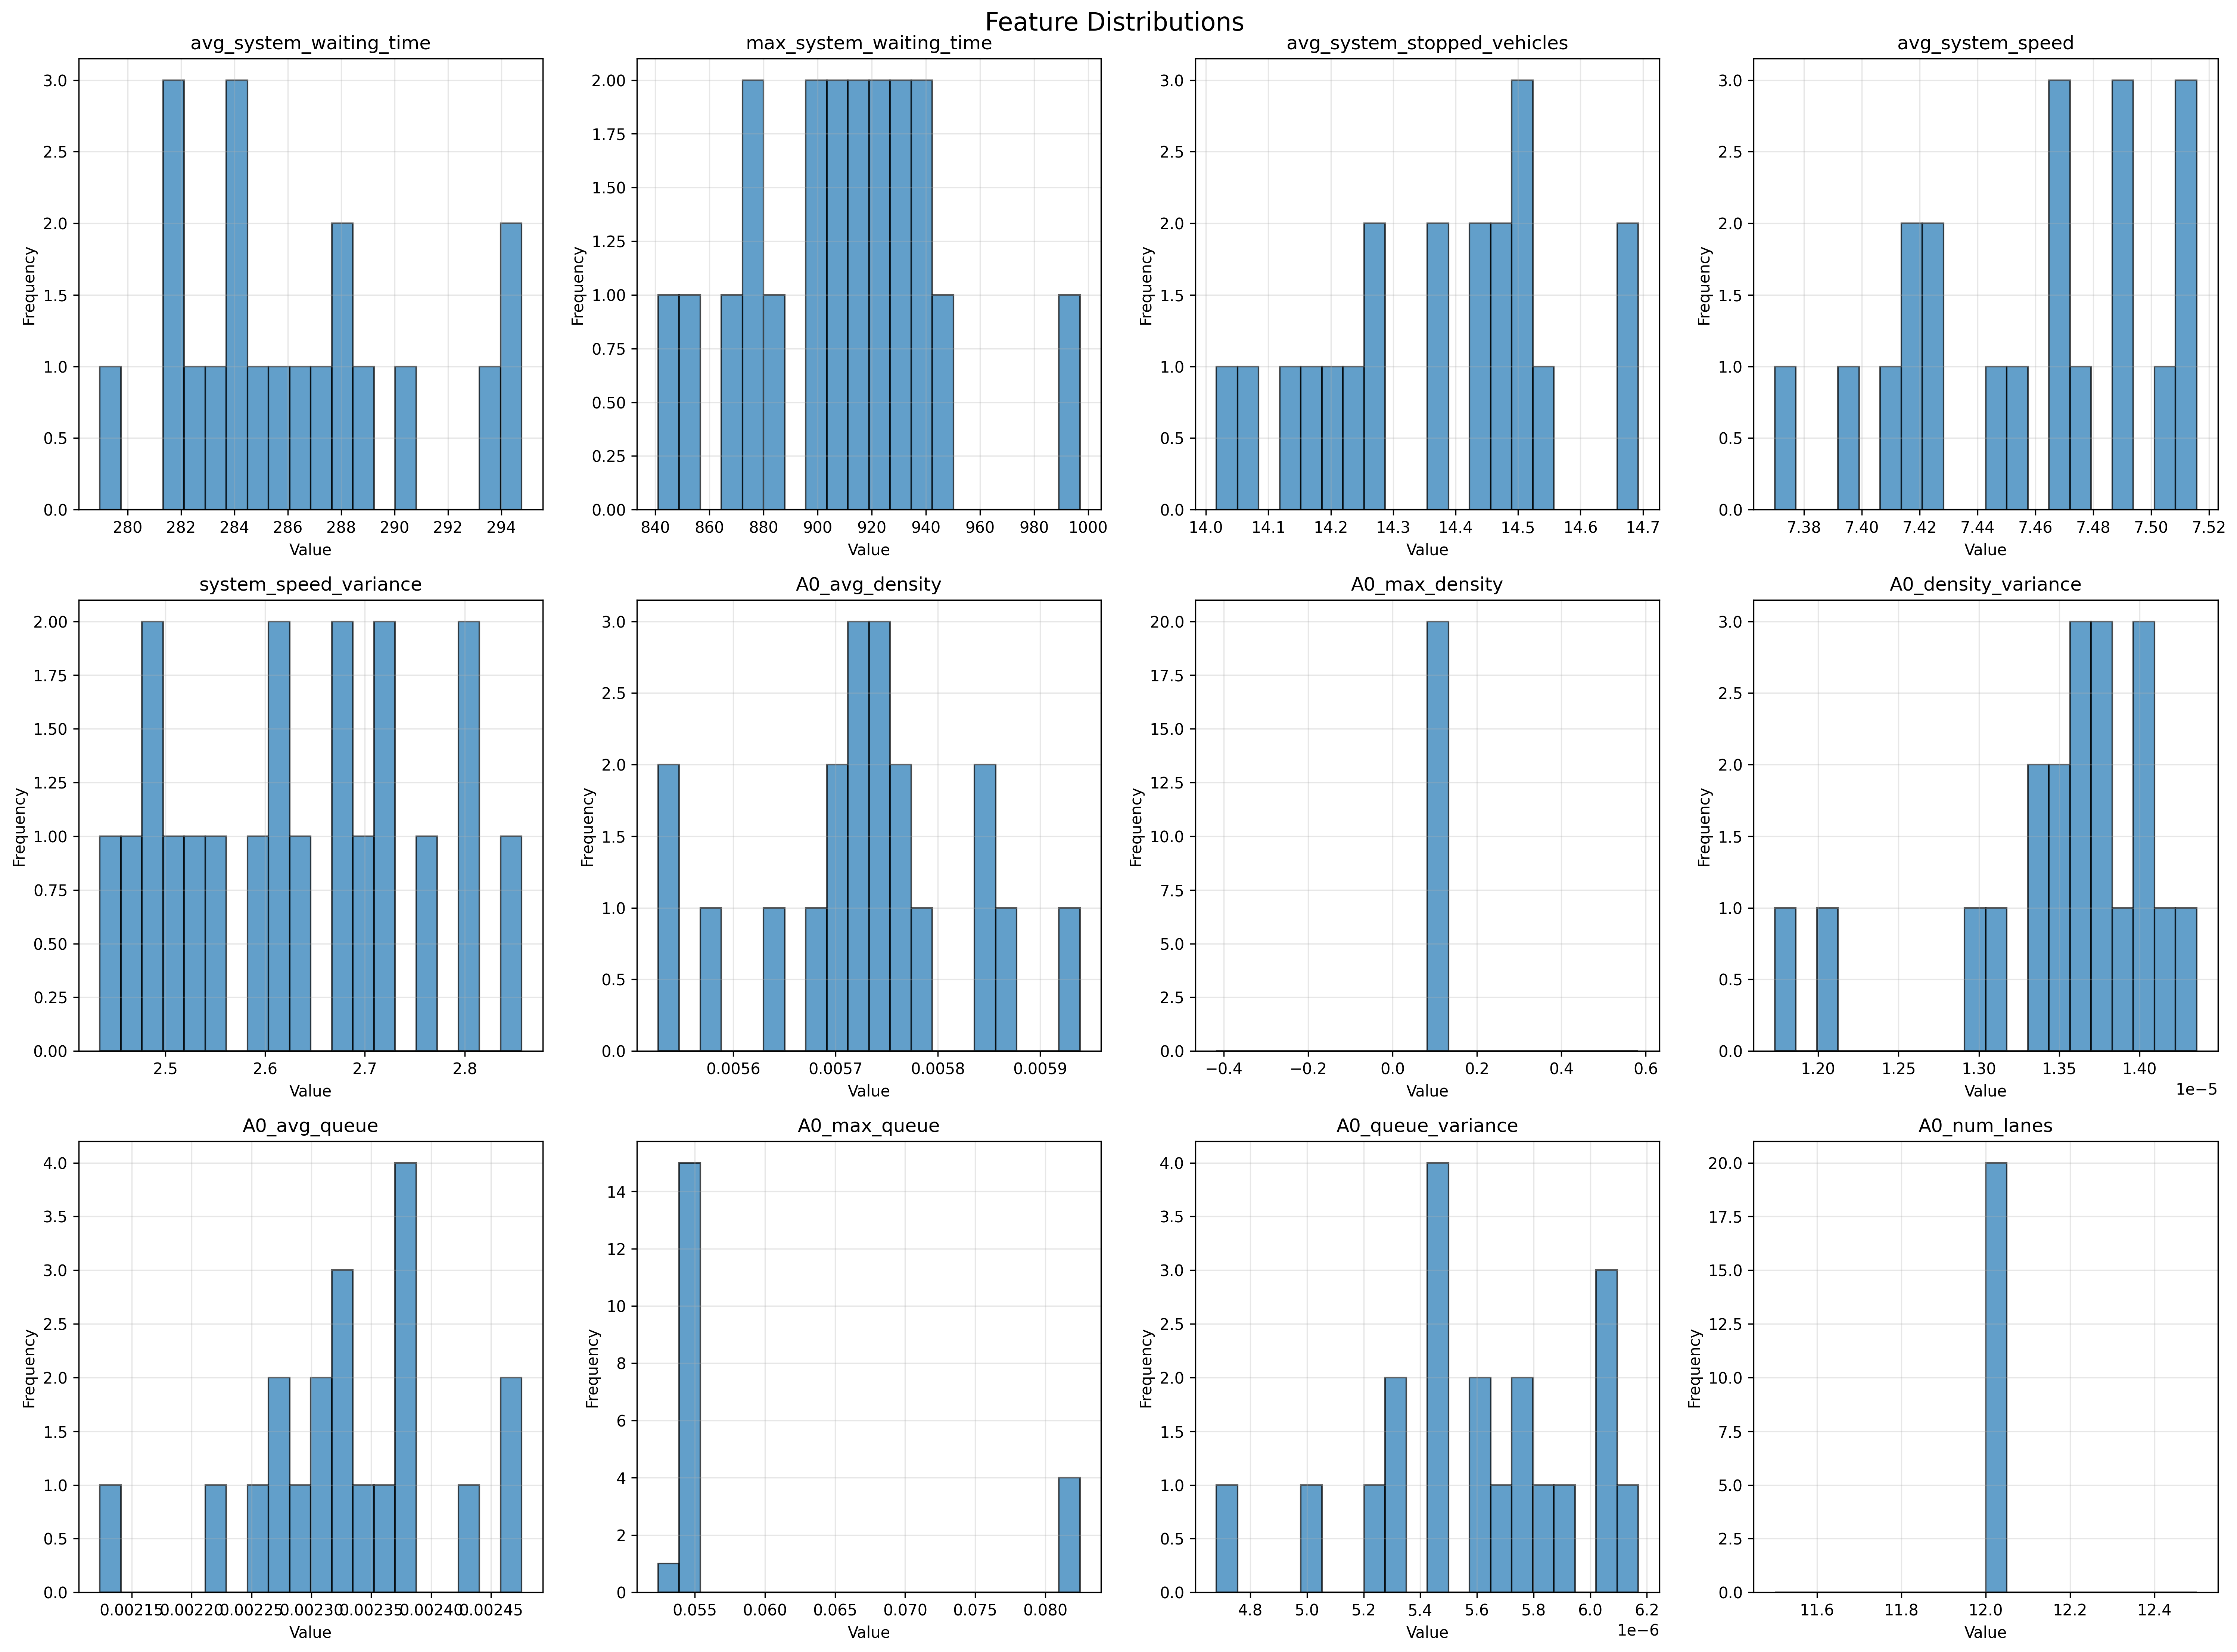 Feature Distributions
avg_system_waiting_time
3.0
2.5
2.0
1.5
1.0
0.5
0.0
Frequency
280 282 284 286 288 290 292 294
Value
max_system_waiting_time
2.00
1.75
1.50
1.25
1.00
0.75
0.50
0.25
0.00
Frequency
840 860 880 900 920 940 960 980 1000
Value
avg_system_stopped_vehicles
3.0
2.5
2.0
1.5
1.0
0.5
0.0
Frequency
14.0 14.1 14.2 14.3 14.4 14.5 14.6 14.7
Value
avg_system_speed
3.0
2.5
2.0
1.5
1.0
0.5
0.0
Frequency
7.38 7.40 7.42 7.44 7.46 7.48 7.50 7.52
Value
system_speed_variance
2.00
1.75
1.50
1.25
1.00
0.75
0.50
0.25
0.00
Frequency
2.5 2.6 2.7 2.8
Value
A0_avg_density
3.0
2.5
2.0
1.5
1.0
0.5
0.0
Frequency
0.0056 0.0057 0.0058 0.0059
Value
A0_max_density
20.0
17.5
15.0
12.5
10.0
7.5
5.0
2.5
0.0
Frequency
−0.4 −0.2 0.0 0.2 0.4 0.6
Value
A0_density_variance
3.0
2.5
2.0
1.5
1.0
0.5
0.0
Frequency
1.20 1.25 1.30 1.35 1.40
1e−5
Value
A0_avg_queue
4.0
3.5
3.0
2.5
2.0
1.5
1.0
0.5
0.0
Frequency
0.00215 0.00220 0.00225 0.00230 0.00235 0.00240 0.00245
Value
A0_max_queue
14
12
10
8
6
4
2
0
Frequency
0.055 0.060 0.065 0.070 0.075 0.080
Value
A0_queue_variance
4.0
3.5
3.0
2.5
2.0
1.5
1.0
0.5
0.0
Frequency
4.8 5.0 5.2 5.4 5.6 5.8 6.0 6.2
1e−6
Value
A0_num_lanes
20.0
17.5
15.0
12.5
10.0
7.5
5.0
2.5
0.0
Frequency
11.6 11.8 12.0 12.2 12.4
Value